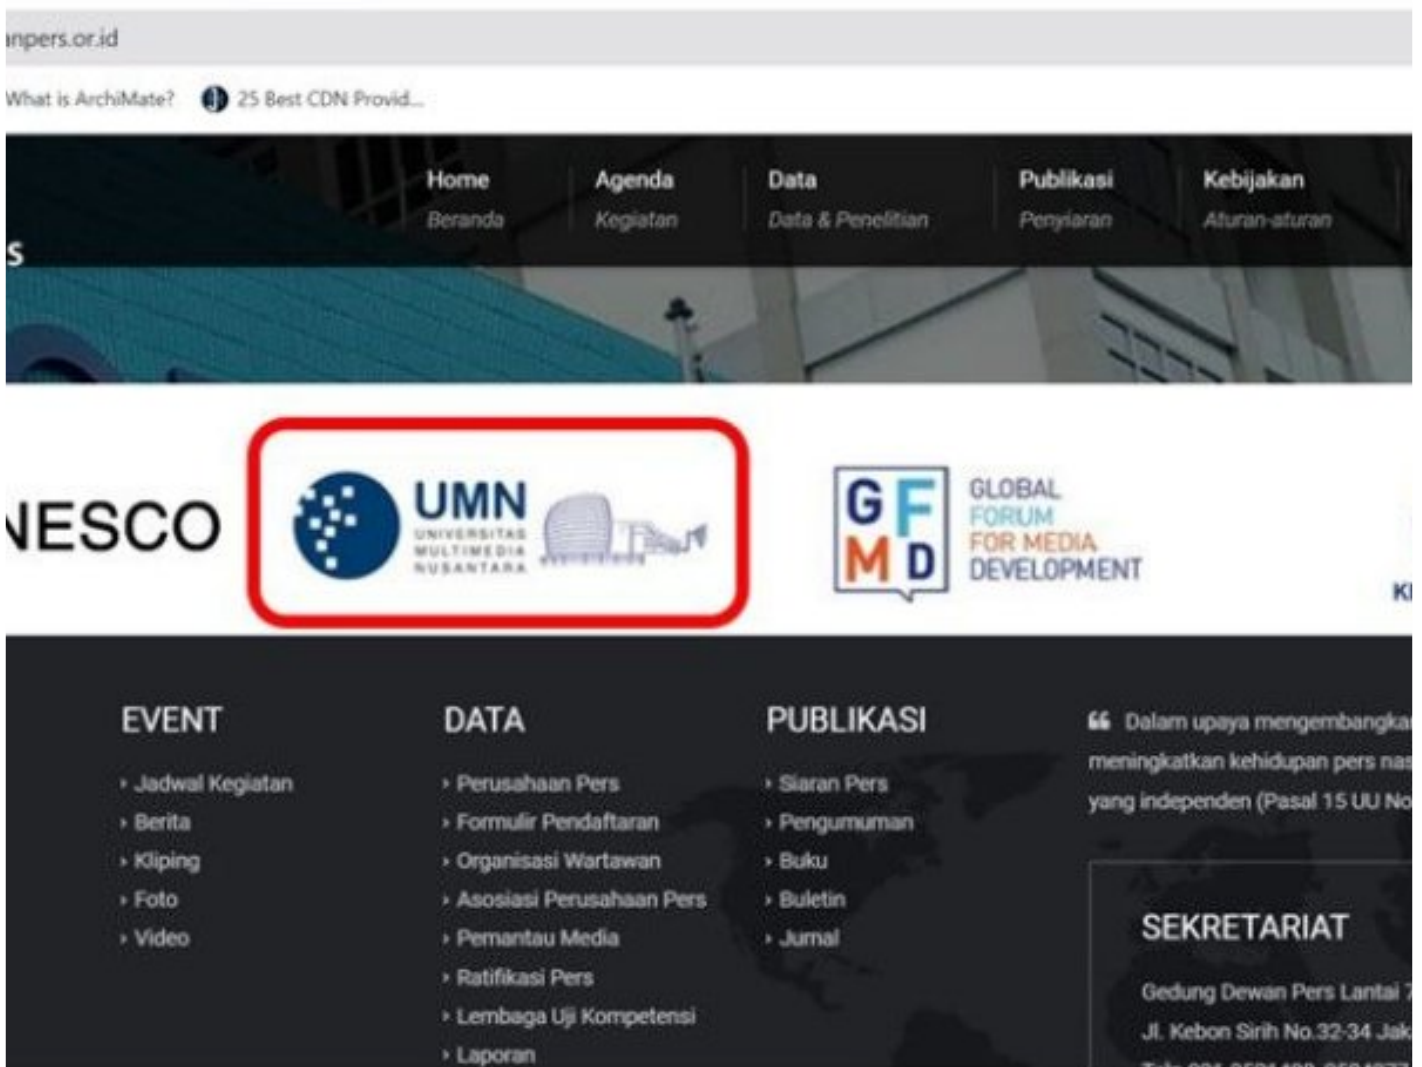 anpers.or.id
What is ArchiMate?
25 Best CDN Provid...
Home
Beranda
Agenda
Kegiatan
Data
Data & Penelitian
Publikasi
Penyiaran
Kebijakan
Aturan-aturan
s
NESCO
UMN
UNIVERSITAS
MULTIMEDIA
NUSANTARA
G F
M D
GLOBAL
FORUM
FOR MEDIA
DEVELOPMENT
EVENT
› Jadwal Kegiatan
› Berita
› Kliping
› Foto
› Video
DATA
› Perusahaan Pers
› Formulir Pendaftaran
› Organisasi Wartawan
› Asosiasi Perusahaan Pers
› Pemantau Media
› Ratifikasi Pers
› Lembaga Uji Kompetensi
› Laporan
PUBLIKASI
› Siaran Pers
› Pengumuman
› Buku
› Buletin
› Jurnal
Dalam upaya mengembangka
meningkatkan kehidupan pers nas
yang independen (Pasal 15 UU No
SEKRETARIAT
Gedung Dewan Pers Lantai 7
Jl. Kebon Sirih No.32-34 Jak